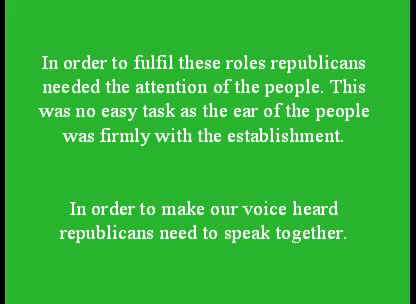 In order to fulfil these roles republicans
needed the attention of the people. This
was no easy task as the ear of the people
was firmly with the establishment.
In order to make our voice heard
republicans need to speak together.